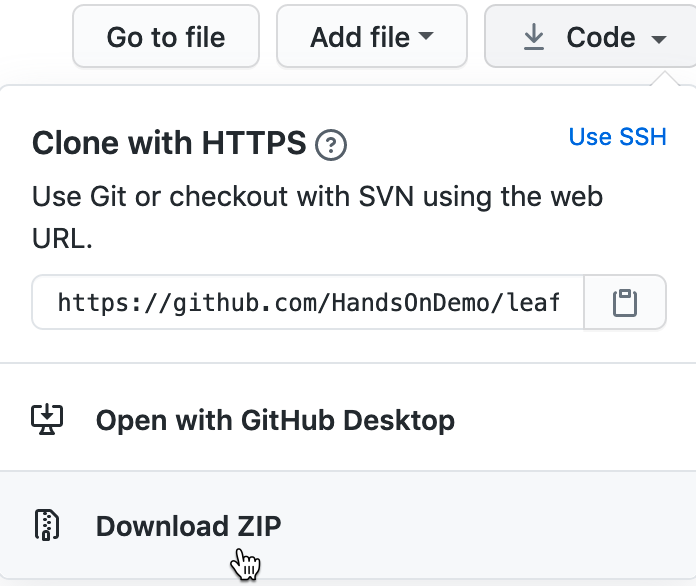 Go to file
Add file
Code
Clone with HTTPS ?
Use SSH
Use Git or checkout with SVN using the web
URL.
https://github.com/HandsOnDemo/leaf
Open with GitHub Desktop
Download ZIP